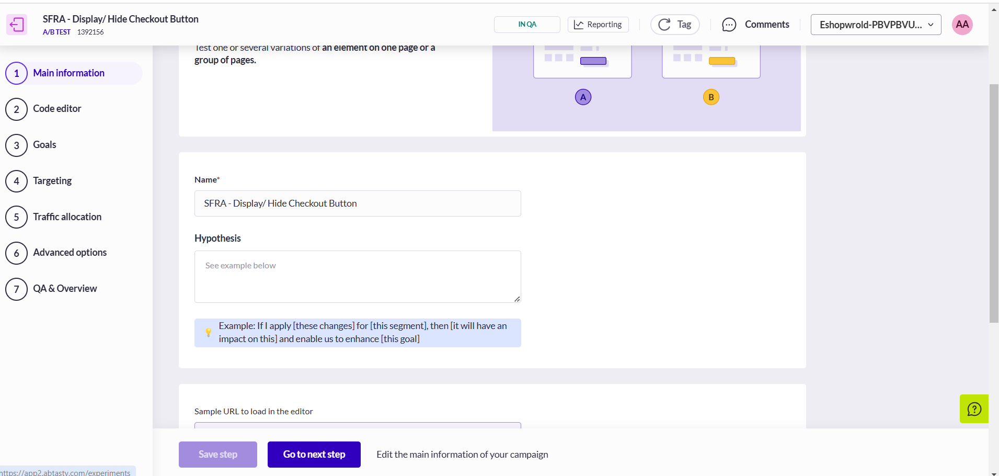 SFRA - Display/ Hide Checkout Button
A/B TEST 1392156
IN QA
Reporting
Tag
Comments
Eshopwrold-PBVPBVU...
AA
1 Main information
2 Code editor
3 Goals
4 Targeting
5 Traffic allocation
6 Advanced options
7 QA & Overview
Test one or several variations of an element on one page or a
group of pages.
A
B
Name*
SFRA - Display/ Hide Checkout Button
Hypothesis
See example below
Example: If I apply [these changes] for [this segment], then [it will have an
impact on this] and enable us to enhance [this goal]
Sample URL to load in the editor
Save step
Go to next step
Edit the main information of your campaign
https://app2.abtasty.com/experiments